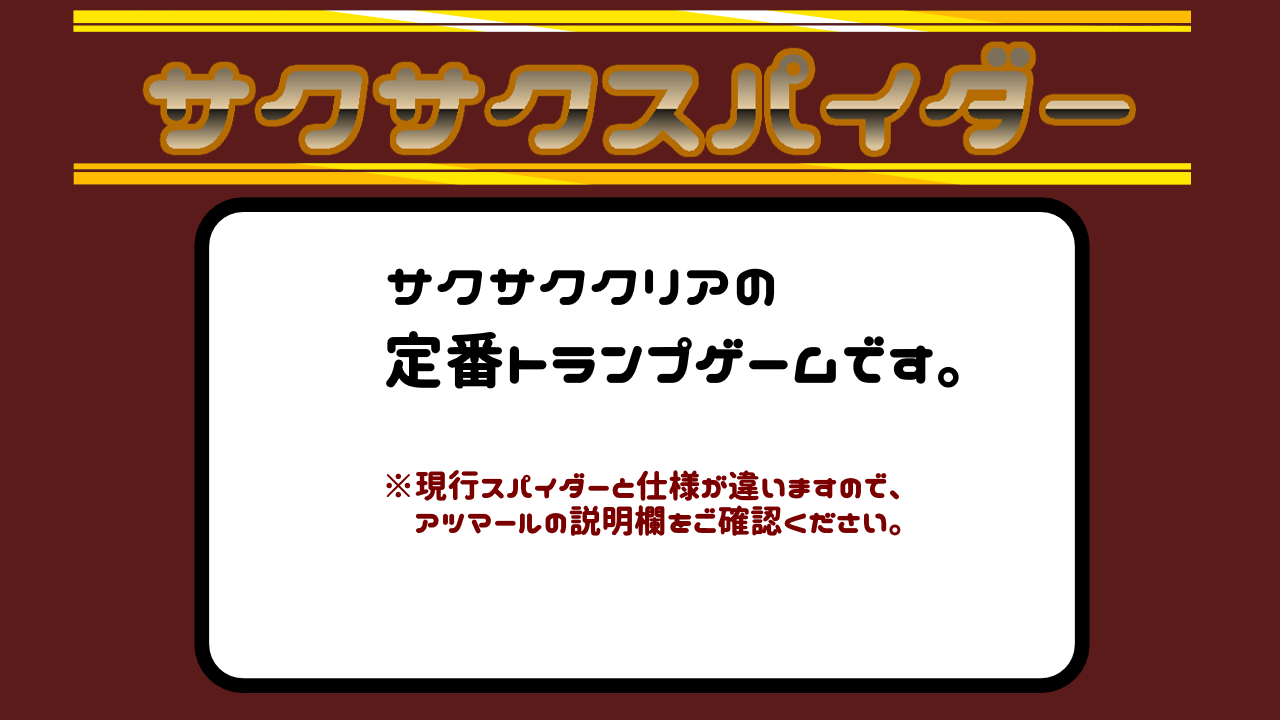 サクサクスパイダー
サクサククリアの
定番トランプゲームです。
※現行スパイダーと仕様が違いますので、
アツマールの説明欄をご確認ください。